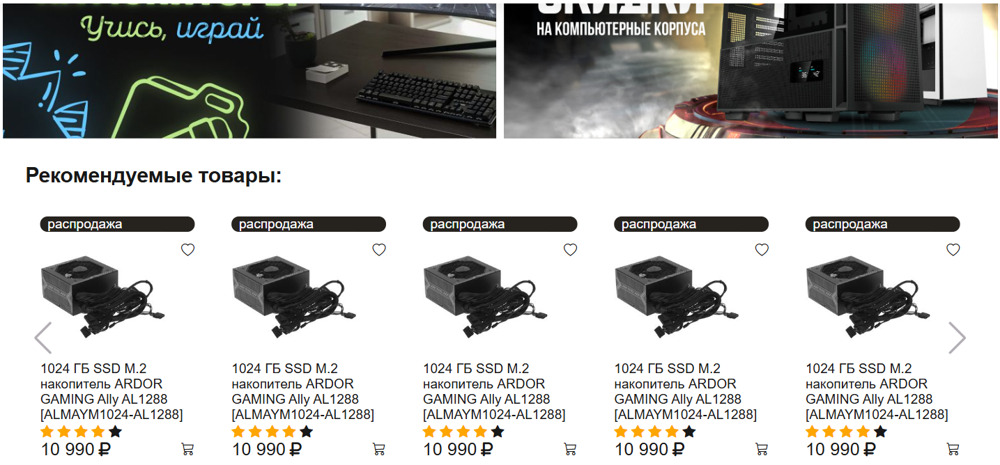 Учись, играй
СКИДКИ
НА КОМПЬЮТЕРНЫЕ КОРПУСА
36 42
Рекомендуемые товары:
распродажа
распродажа
распродажа
распродажа
распродажа
1024 ГБ SSD M.2
накопитель ARDOR
GAMING Ally AL1288
[ALMAYM1024-AL1288]
10 990 ₽
1024 ГБ SSD M.2
накопитель ARDOR
GAMING Ally AL1288
[ALMAYM1024-AL1288]
10 990 ₽
1024 ГБ SSD M.2
накопитель ARDOR
GAMING Ally AL1288
[ALMAYM1024-AL1288]
10 990 ₽
1024 ГБ SSD M.2
накопитель ARDOR
GAMING Ally AL1288
[ALMAYM1024-AL1288]
10 990 ₽
1024 ГБ SSD M.2
накопитель ARDOR
GAMING Ally AL1288
[ALMAYM1024-AL1288]
10 990 ₽